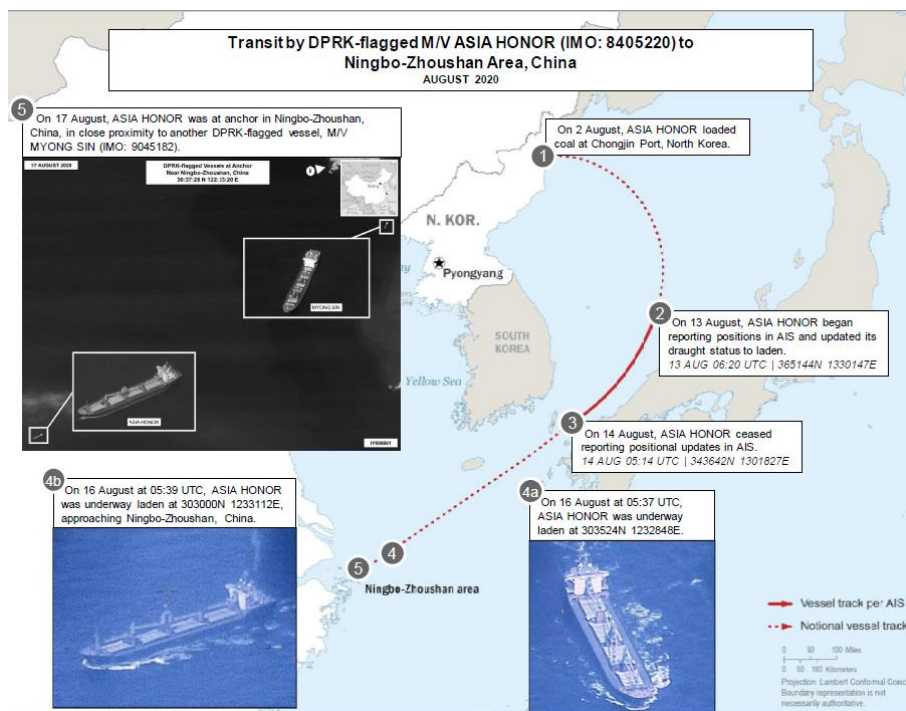 Transit by DPRK-flagged M/V ASIA HONOR (IMO: 8405220) to
Ningbo-Zhoushan Area, China
AUGUST 2020
5
On 17 August, ASIA HONOR was at anchor in Ningbo-Zhoushan,
China, in close proximity to another DPRK-flagged vessel, M/V
MYONG SIN (IMO: 9045182).
17 AUGUST 2020
DPRK-flagged Vessels at Anchor
Near Ningbo-Zhoushan, China
MYONG SIN
ASIA HONOR
On 2 August, ASIA HONOR loaded
coal at Chongjin Port, North Korea.
1
N. KOR.
Pyongyang
SOUTH
KOREA
Yellow Sea
2
On 13 August, ASIA HONOR began
reporting positions in AIS and updated its
draught status to laden.
13 AUG 06:20 UTC | 365144N 1330147E
3
On 14 August, ASIA HONOR ceased
reporting positional updates in AIS.
14 AUG 05:14 UTC | 343642N 1301827E
4b
On 16 August at 05:39 UTC, ASIA HONOR
was underway laden at 303000N 1233112E,
approaching Ningbo-Zhoushan, China.
4a
On 16 August at 05:37 UTC,
ASIA HONOR was underway
laden at 303524N 1232848E.
4
5
Ningbo-Zhoushan area
Vessel track per AIS
Notional vessel track
0 50 100 Miles
0 50 100 Kilometers
Projection: Lambert Conformal Conic
Boundary representation is not
necessarily authoritative.